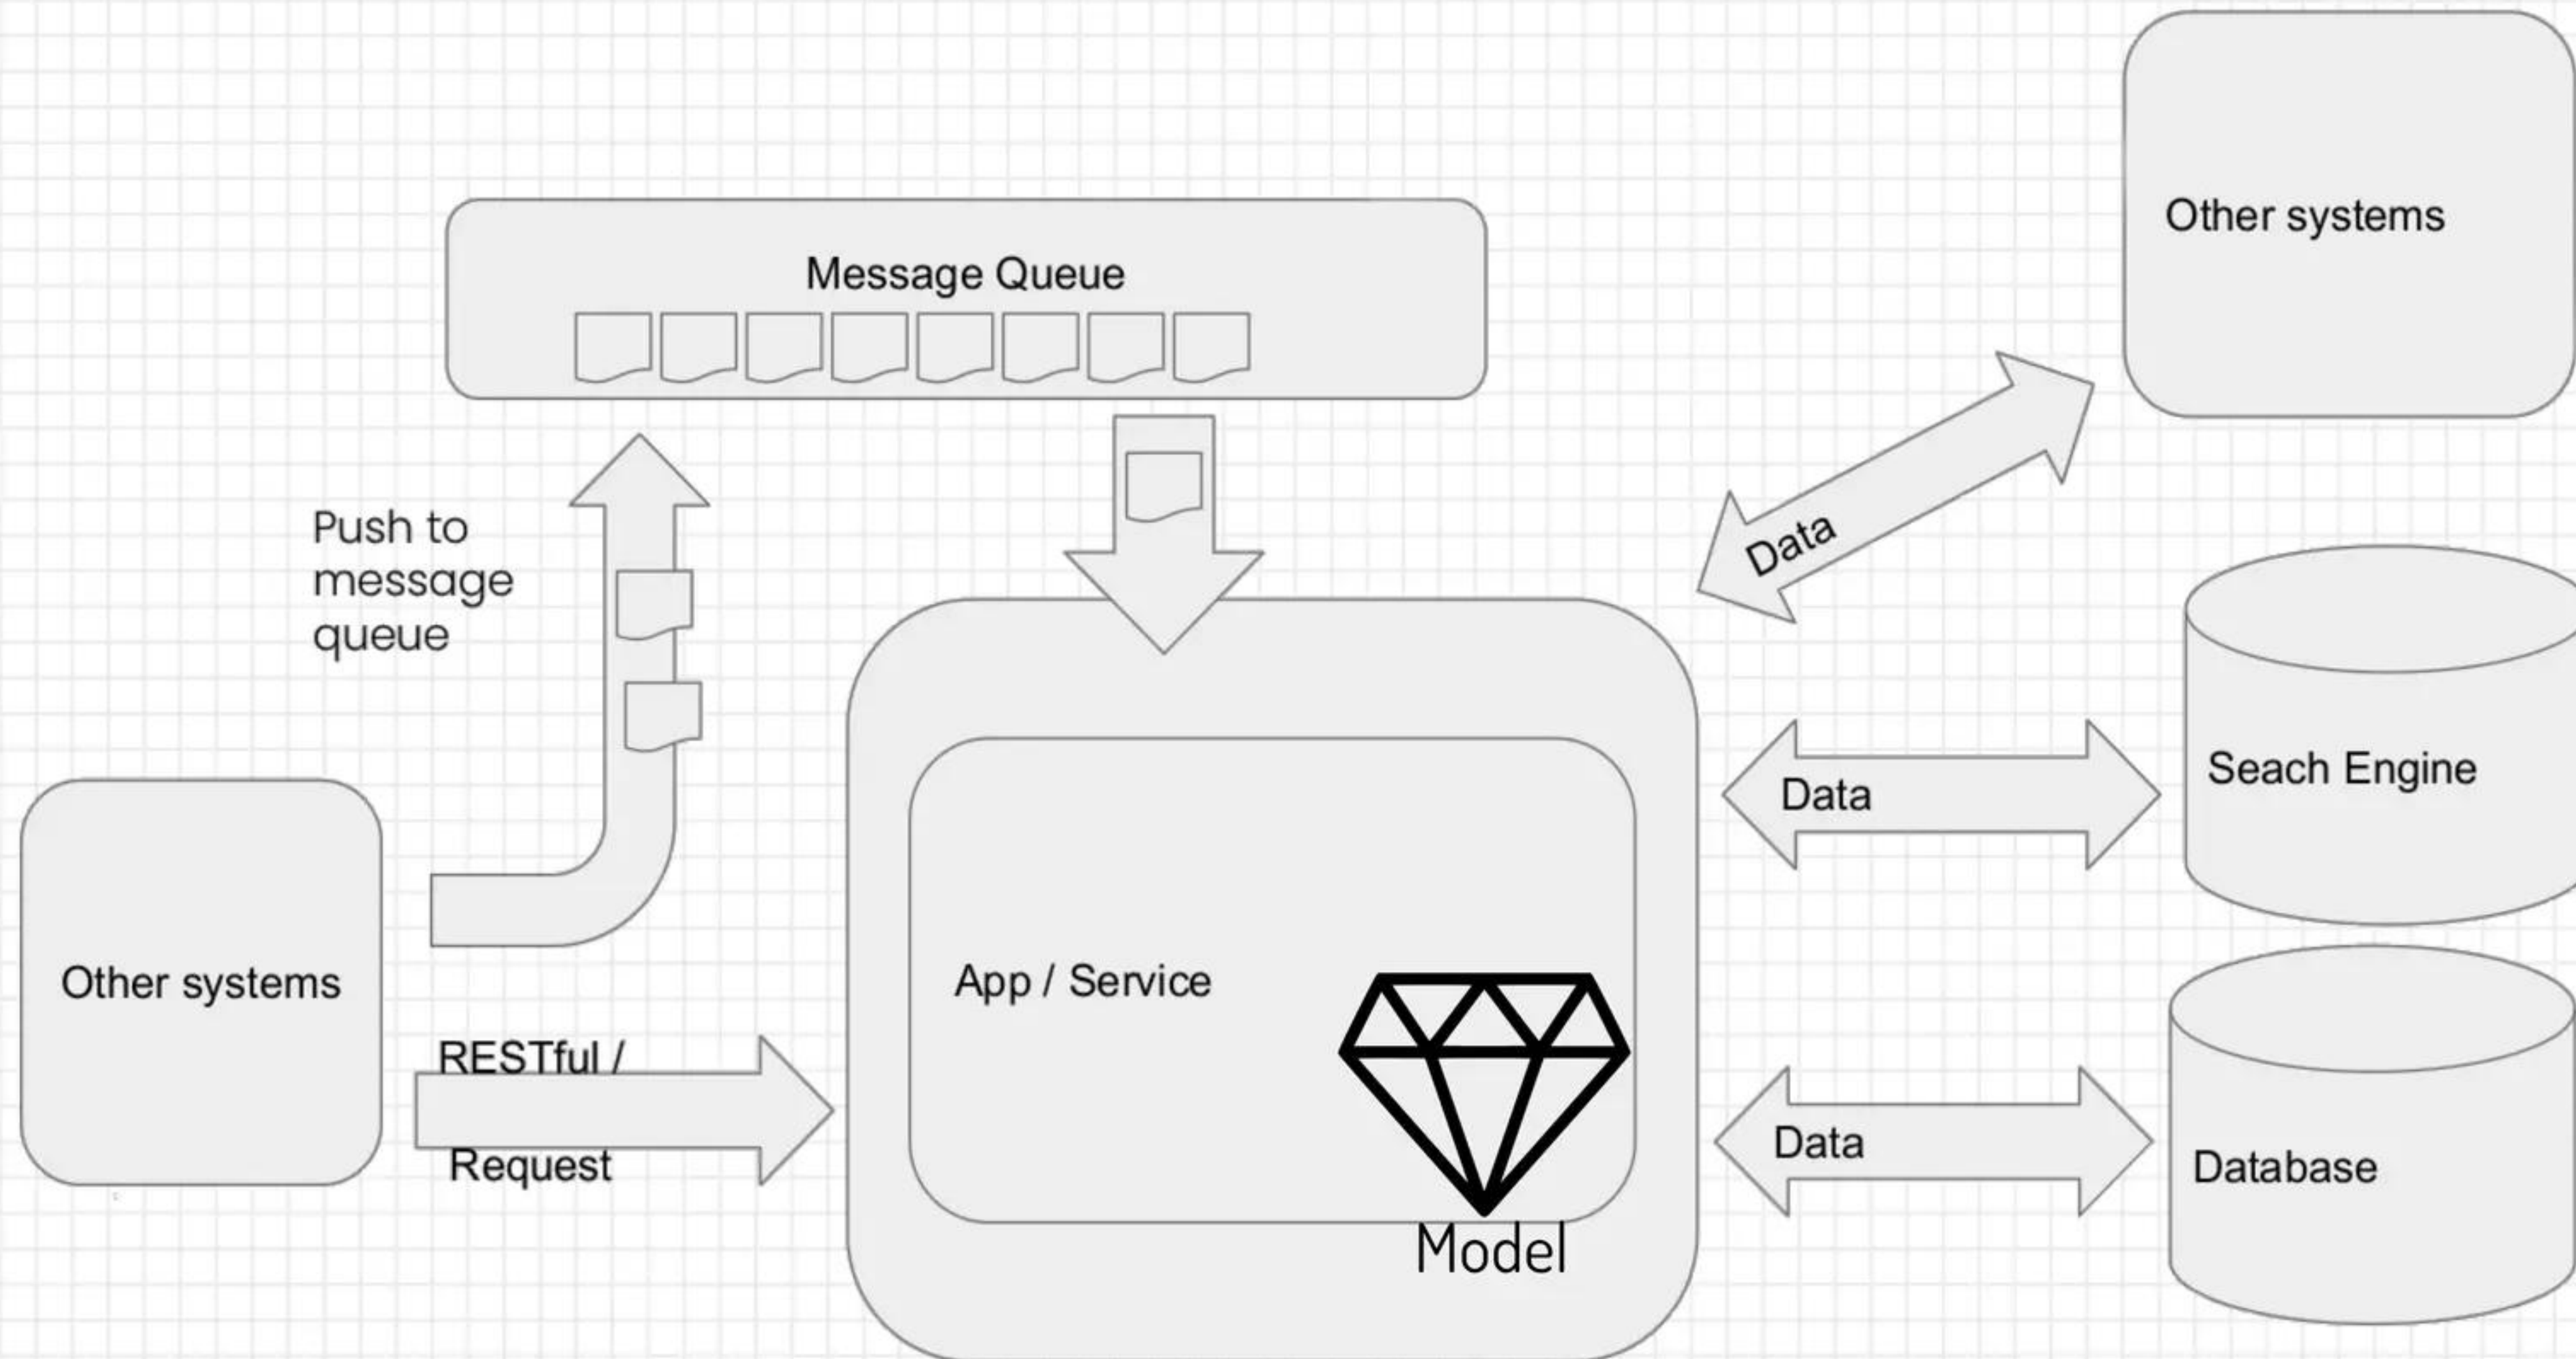 Other systems
Message Queue
Push to
message
queue
Data
Seach Engine
Data
Other systems
App / Service
RESTful /
Request
Data
Database
Model